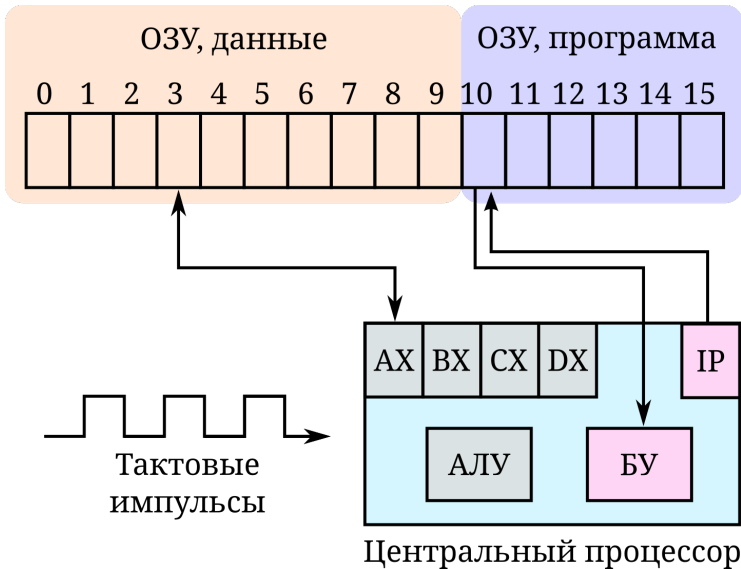 ОЗУ, данные
ОЗУ, программа
0 1 2 3 4 5 6 7 8 9 10 11 12 13 14 15
AX BX CX DX
IP
АЛУ
БУ
Тактовые
импульсы
Центральный процессор